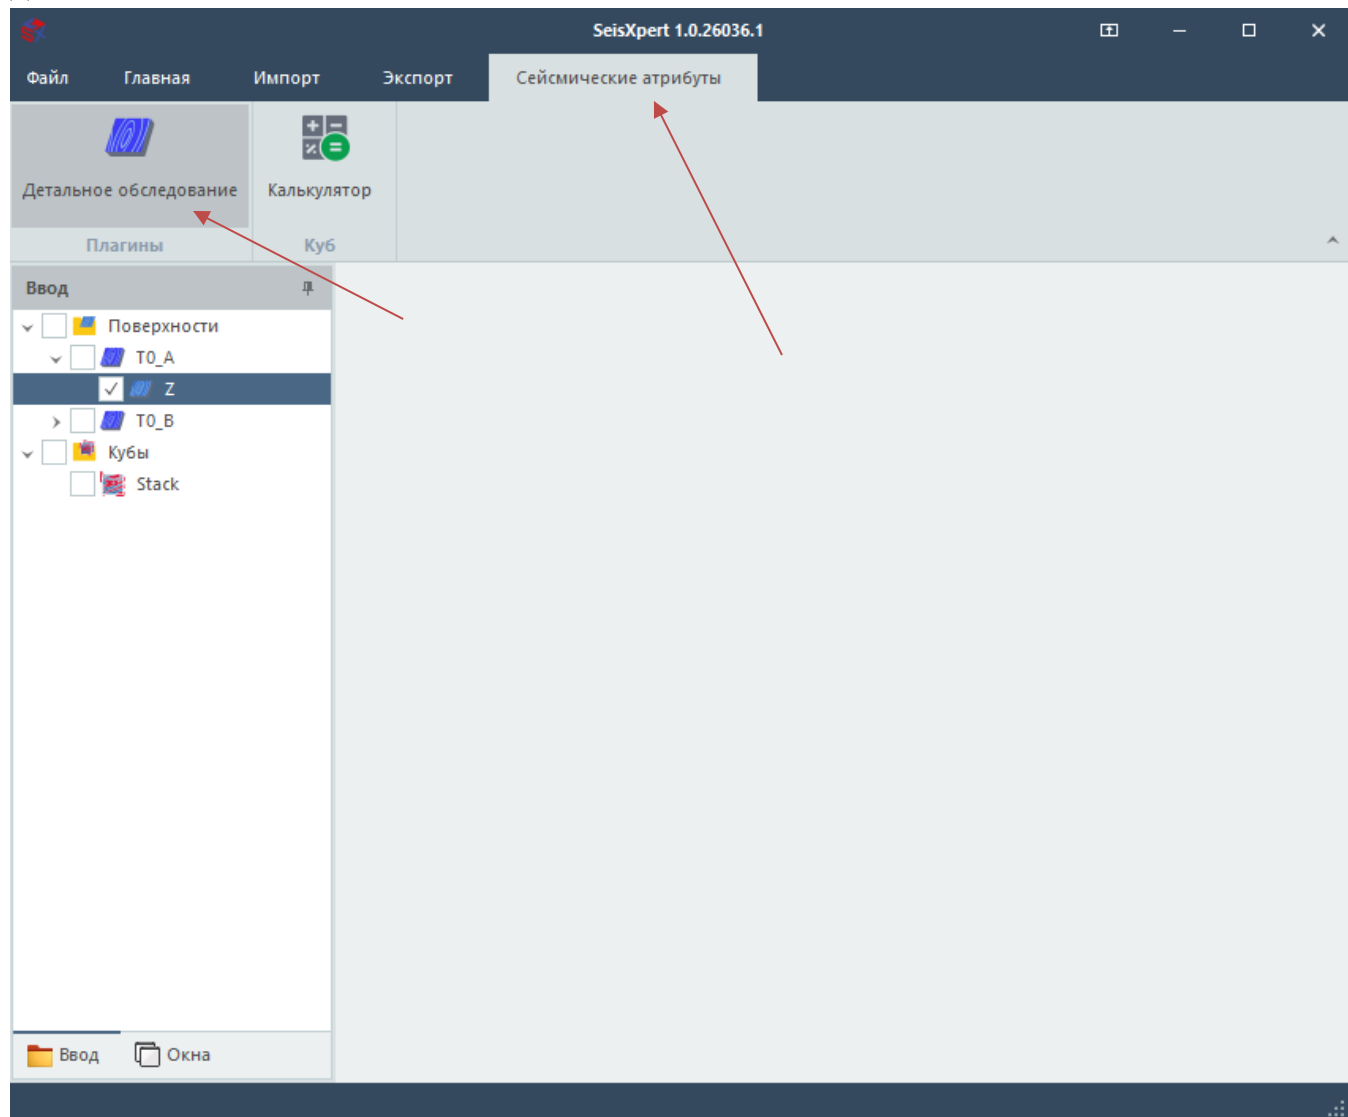 SeisXpert 1.0.26036.1
Файл Главная Импорт Экспорт Сейсмические атрибуты
Детальное обследование Калькулятор
Плагины Куб
Ввод
Поверхности
T0_A
Z
T0_B
Кубы
Stack
Ввод Окна